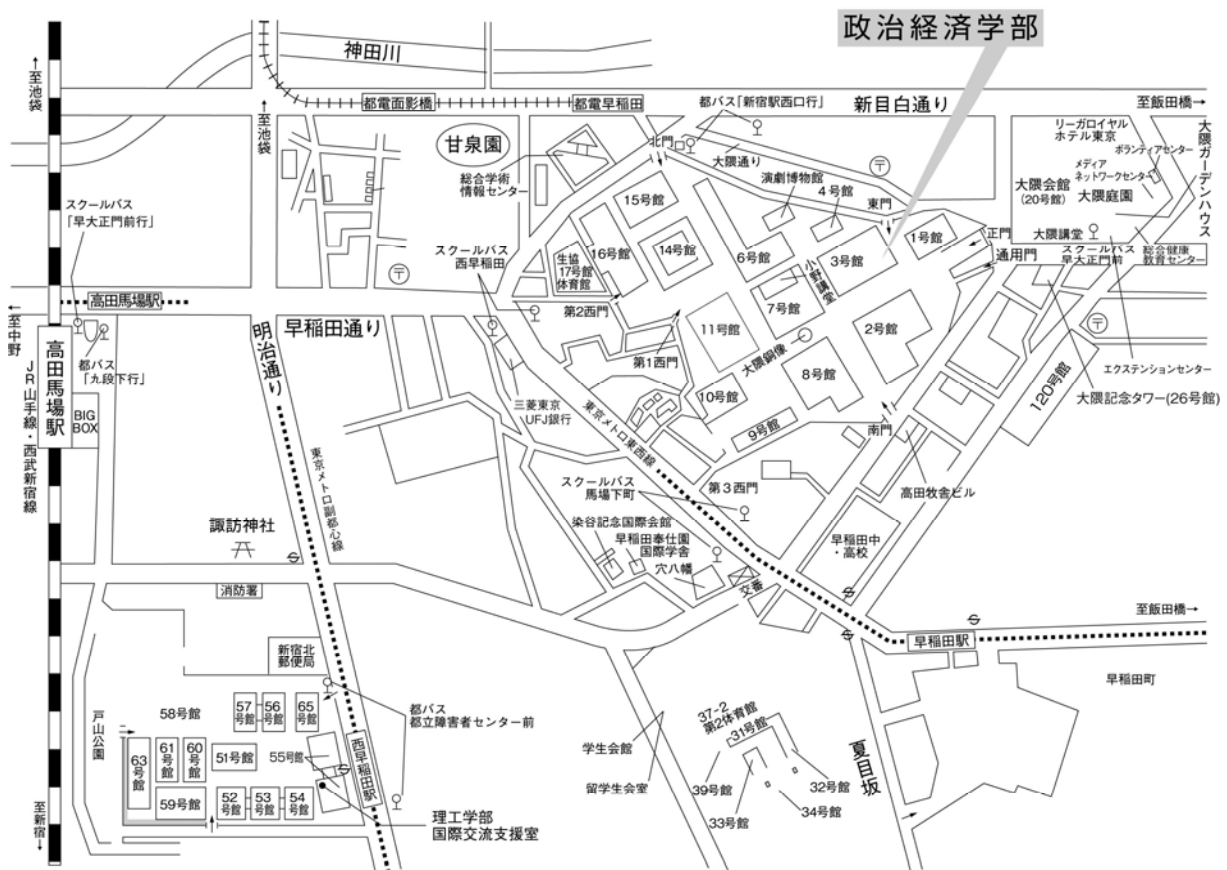 政治経済学部
神田川
↑至池袋
↑至池袋
都電面影橋
都電早稲田
都バス「新宿駅西口行」
新目白通り
至飯田橋→
リーガロイヤル
ホテル東京
ボランティアセンター
メディア
ネットワークセンター
大隈会館
(20号館)
大隈庭園
大隈ガーデンハウス
甘泉園
総合学術
情報センター
北門
大隈通り
演劇博物館
4号館
東門
15号館
14号館
16号館
生協
17号館
体育館
6号館
3号館
1号館
正門
通用門
大隈講堂
スクールバス
早大正門前
総合健康
教育センター
小野講堂
7号館
2号館
11号館
大隈銅像
8号館
10号館
9号館
第2西門
第1西門
第3西門
南門
120号館
エクステンションセンター
大隈記念タワー(26号館)
高田牧舎ビル
スクールバス
「早大正門前行」
スクールバス
西早稲田
高田馬場駅
←至中野
早稲田通り
明治通り
高田馬場駅
JR山手線・西武新宿線
都バス
「九段下行」
BIG
BOX
三菱東京
UFJ銀行
東京メトロ東西線
東京メトロ副都心線
スクールバス
馬場下町
染谷記念国際会館
早稲田奉仕園
国際学舎
穴八幡
交番
早稲田中
・高校
諏訪神社
消防署
新宿北
郵便局
至飯田橋→
早稲田駅
早稲田町
夏目坂
戸山公園
58号館
57
号館
56
号館
65
号館
63号館
61号館
60号館
51号館
55号館
59号館
52
号館
53
号館
54
号館
西早稲田駅
都バス
都立障害者センター前
理工学部
国際交流支援室
学生会館
留学生会室
37-2
第2体育館
31号館
39号館
33号館
32号館
34号館
至新宿↓